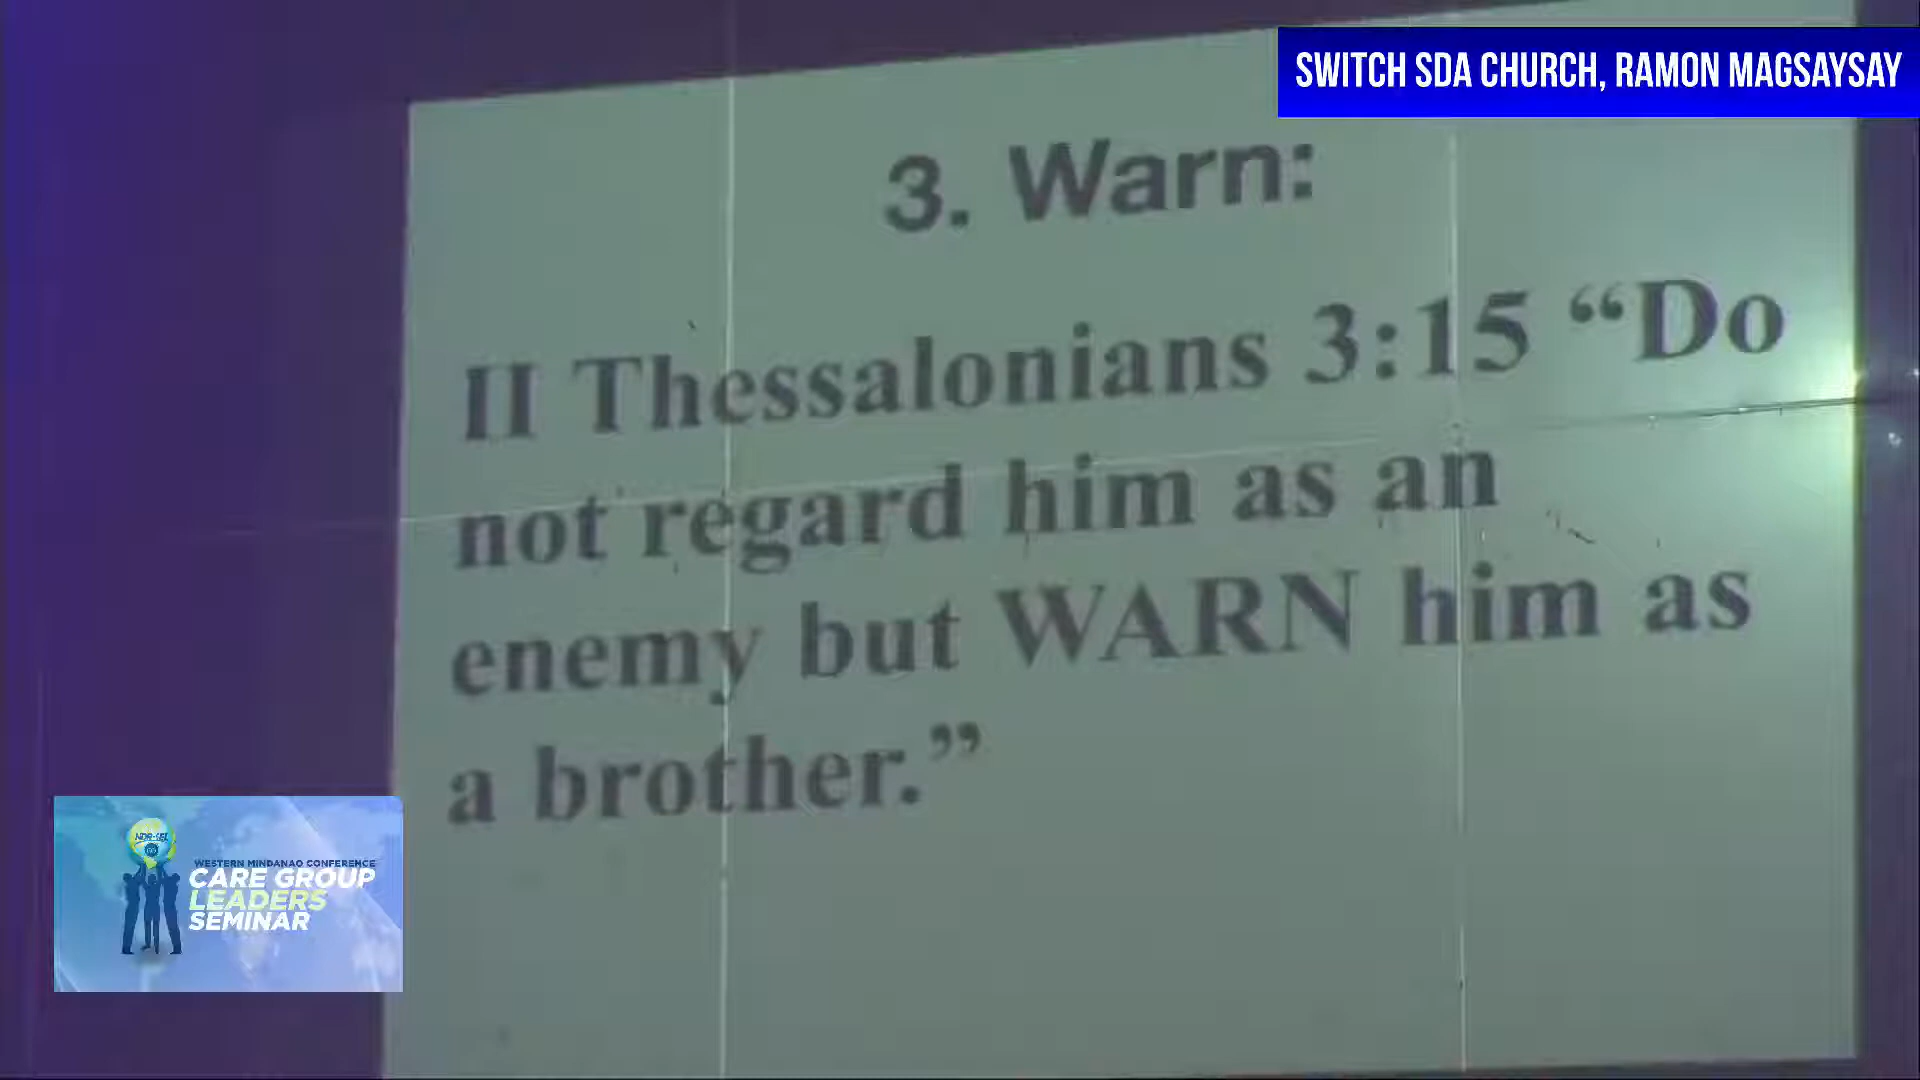 SWITCH SDA CHURCH, RAMON MAGSAYSAY
3. Warn:
II Thessalonians 3:15 “Do
not regard him as an
enemy but WARN him as
a brother.”
WESTERN MINDANAO CONFERENCE
CARE GROUP
LEADERS
SEMINAR